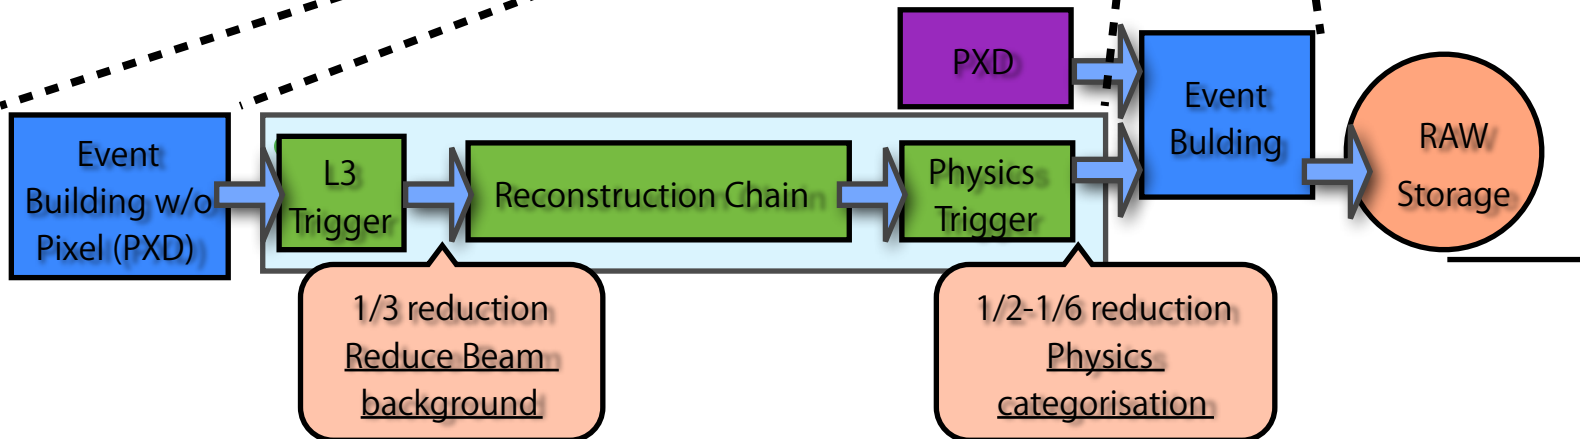 PXD
Event
Bulding
RAW
Storage
Event
Building w/o
Pixel (PXD)
L3
Trigger
Reconstruction Chain
Physics
Trigger
1/3 reduction
Reduce Beam
background
1/2-1/6 reduction
Physics
categorisation